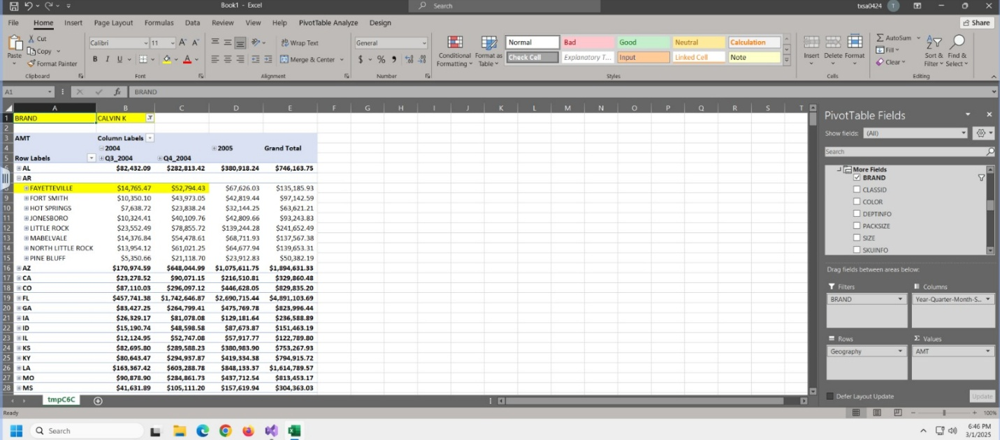 Book1 - Excel
Search
txsa0424
T
File Home Insert Page Layout Formulas Data Review View Help PivotTable Analyze Design
Share
Cut
Copy
Format Painter
Paste
Calibri 11
A^ A˅
B I U
Wrap Text
Merge & Center
General
$ % 9
Conditional Formatting
Format as Table
Normal Bad Good Neutral Calculation
Check Cell Explanatory T... Input Linked Cell Note
Insert Delete Format
AutoSum
Fill
Clear
Sort & Filter
Find & Select
Clipboard Font Alignment Number Styles Cells Editing
A1 fx BRAND
A B C D E F G H I J K L M N O P Q R S T
1 BRAND CALVIN K
2
3 AMT Column Labels
4 2004 2005 Grand Total
5 Row Labels Q3_2004 Q4_2004
6 AL $82,432.09 $282,813.42 $380,918.24 $746,163.75
AR
8 FAYETTEVILLE $14,765.47 $52,794.43 $67,626.03 $135,185.93
9 FORT SMITH $10,350.10 $43,973.05 $42,819.44 $97,142.59
10 HOT SPRINGS $7,638.72 $23,838.24 $32,144.25 $63,621.21
11 JONESBORO $10,324.41 $40,109.76 $42,809.66 $93,243.83
12 LITTLE ROCK $23,552.49 $78,855.72 $139,244.28 $241,652.49
13 MABELVALE $14,376.84 $54,478.61 $68,711.93 $137,567.38
14 NORTH LITTLE ROCK $13,954.12 $61,021.25 $64,677.94 $139,653.31
15 PINE BLUFF $5,350.66 $21,118.70 $23,912.83 $50,382.19
16 AZ $170,974.59 $648,044.99 $1,075,611.75 $1,894,631.33
17 CA $23,278.52 $90,071.15 $216,510.81 $329,860.48
18 CO $87,110.03 $296,097.12 $446,628.05 $829,835.20
19 FL $457,741.38 $1,742,646.87 $2,690,715.44 $4,891,103.69
20 GA $83,427.25 $264,799.41 $475,769.78 $823,996.44
21 IA $26,329.17 $81,078.08 $129,181.64 $236,588.89
22 ID $15,190.74 $48,598.58 $87,673.87 $151,463.19
23 IL $12,124.95 $52,747.08 $57,917.77 $122,789.80
24 KS $82,695.80 $289,588.23 $380,983.90 $753,267.93
25 KY $80,643.47 $294,937.87 $419,334.38 $794,915.72
26 LA $163,367.42 $603,288.78 $848,133.37 $1,614,789.57
27 MO $90,878.90 $284,861.73 $437,712.54 $813,453.17
28 MS $41,631.89 $105,111.20 $157,619.94 $304,363.03
tmpC6C
Ready
100%
PivotTable Fields
Show fields: (All)
Search
More Fields
BRAND
CLASSID
COLOR
DEPTINFO
PACKSIZE
SIZE
SKUINFO
Drag fields between areas below:
Filters Columns
BRAND Year-Quarter-Month-S...
Rows Σ Values
Geography AMT
Defer Layout Update Update
Search
6:46 PM
3/1/2025